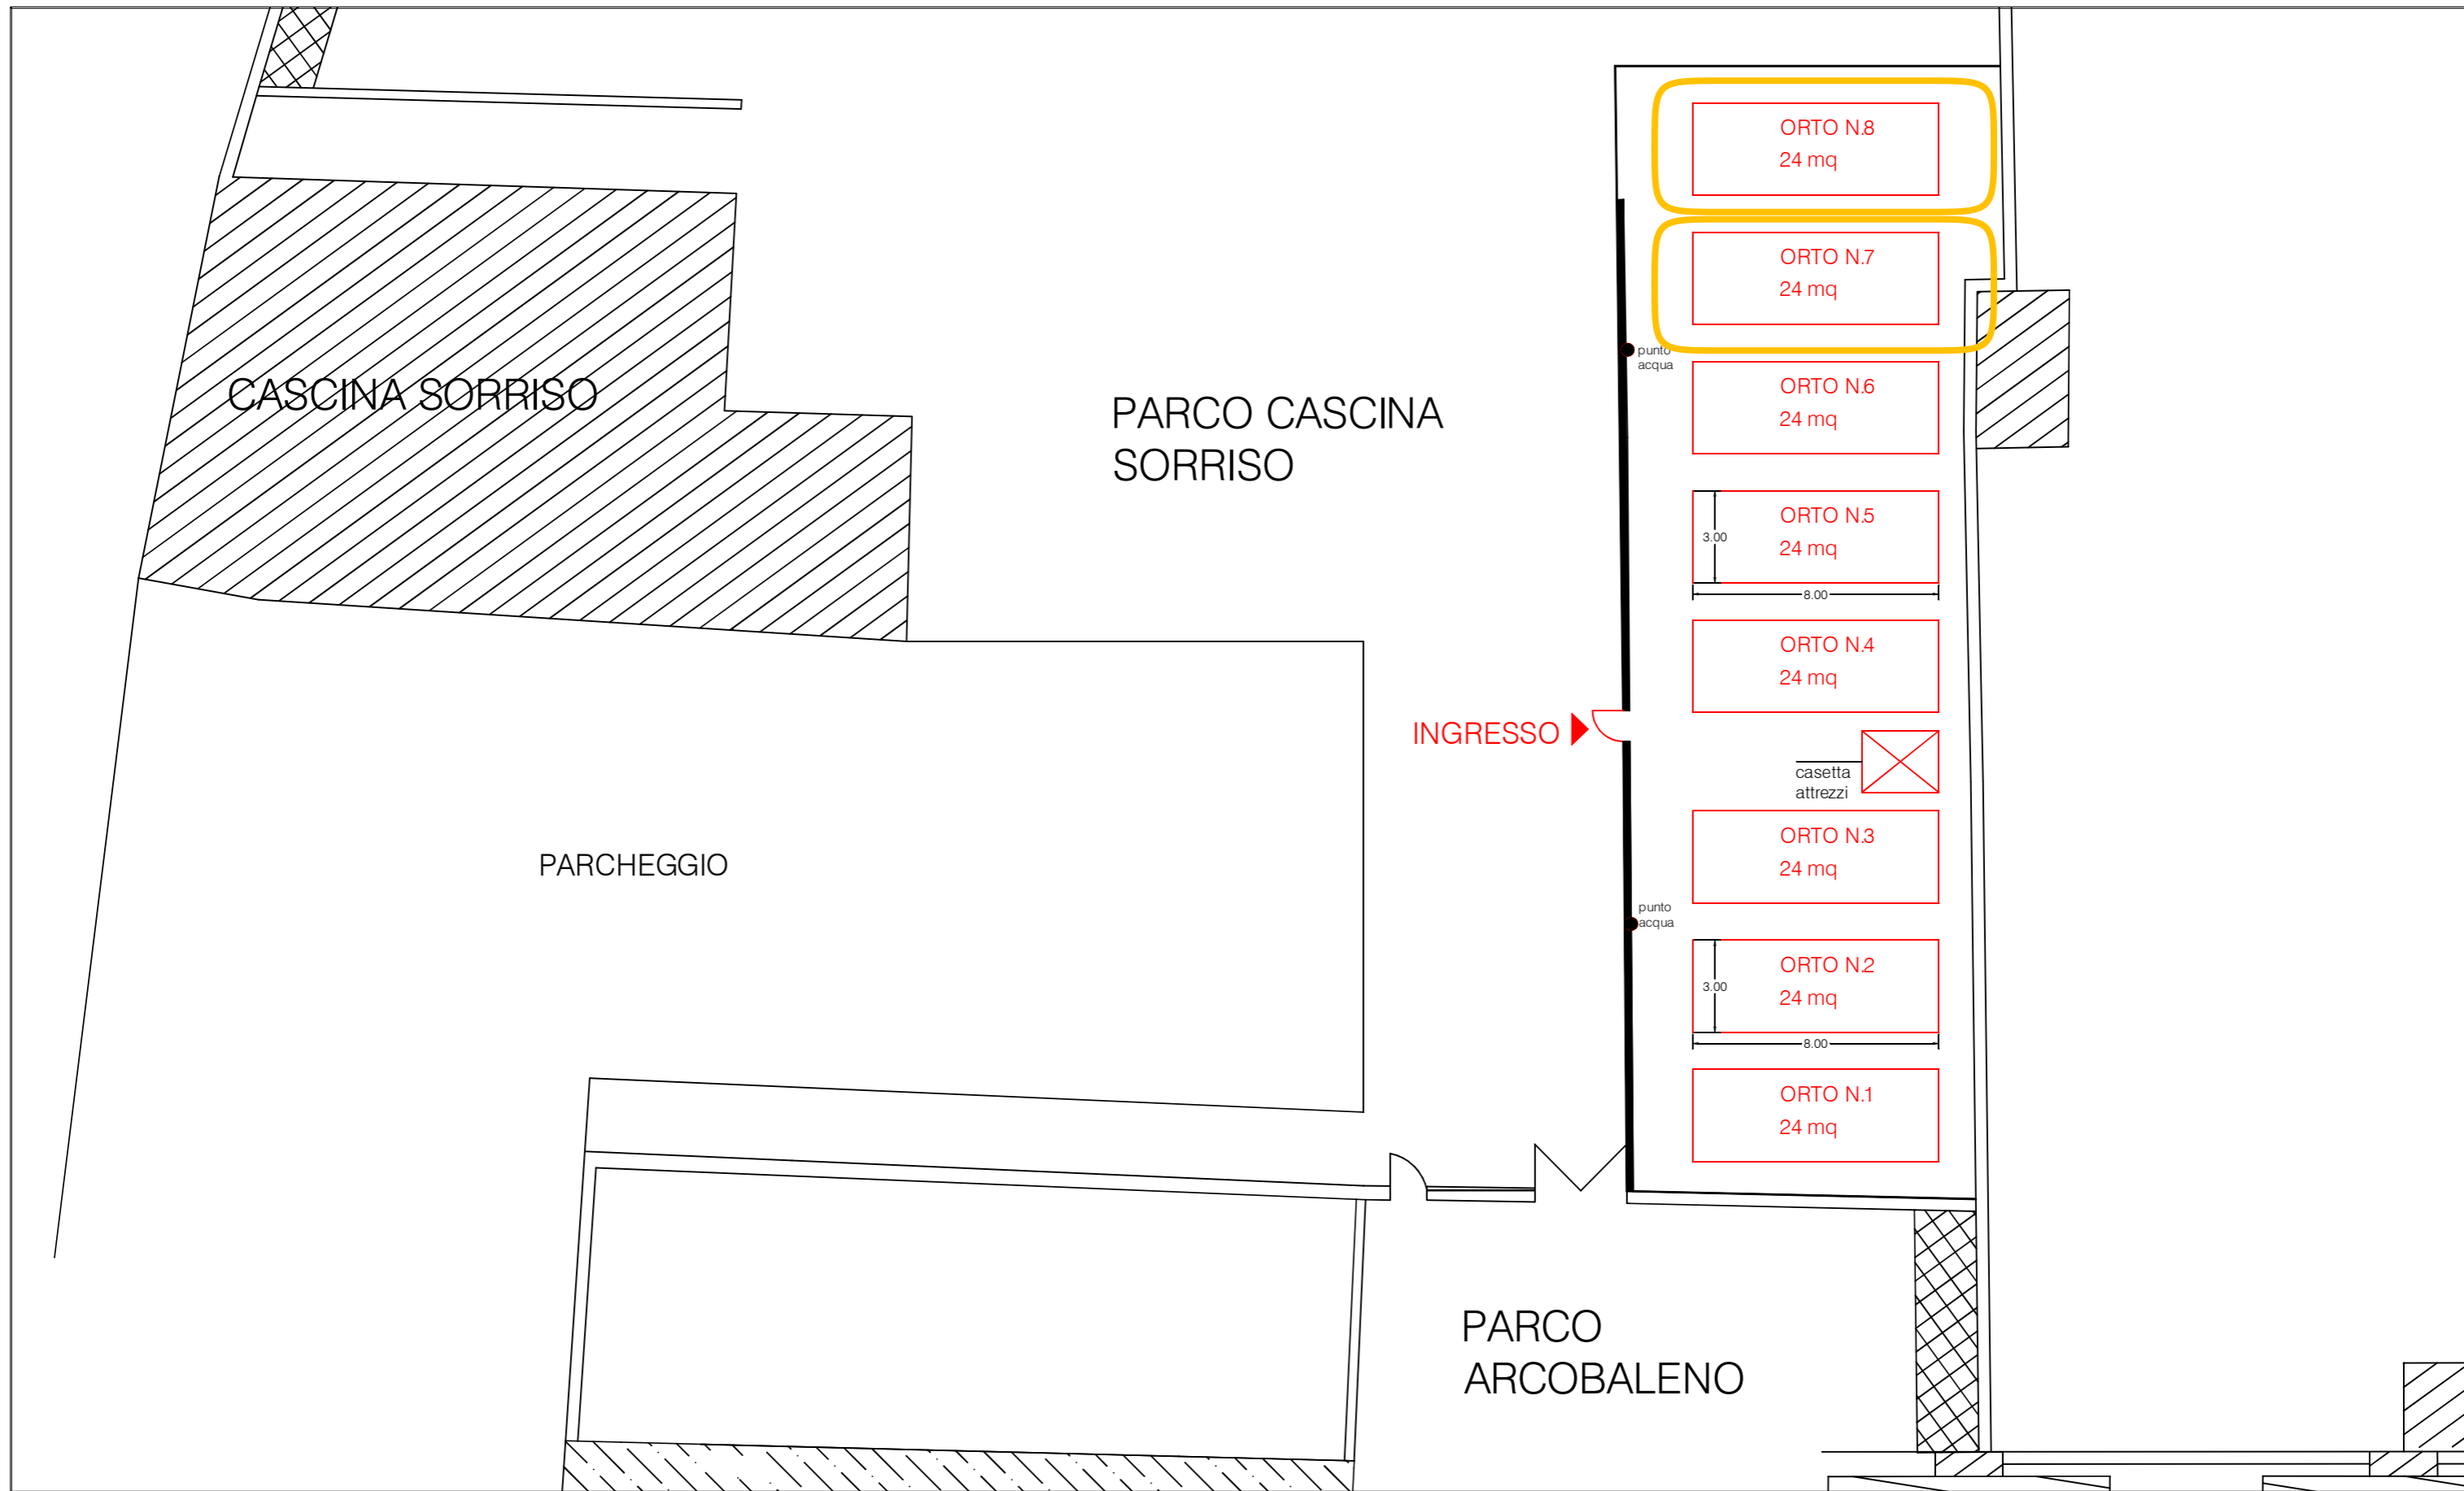 ORTO N.8
24 mq
ORTO N.7
24 mq
punto
acqua
ORTO N.6
24 mq
CASCINA SORRISO
PARCO CASCINA
SORRISO
ORTO N.5
3.00
24 mq
8.00
ORTO N.4
24 mq
INGRESSO
casetta
attrezzi
ORTO N.3
24 mq
PARCHEGGIO
punto
acqua
ORTO N.2
3.00
24 mq
8.00
ORTO N.1
24 mq
PARCO
ARCOBALENO